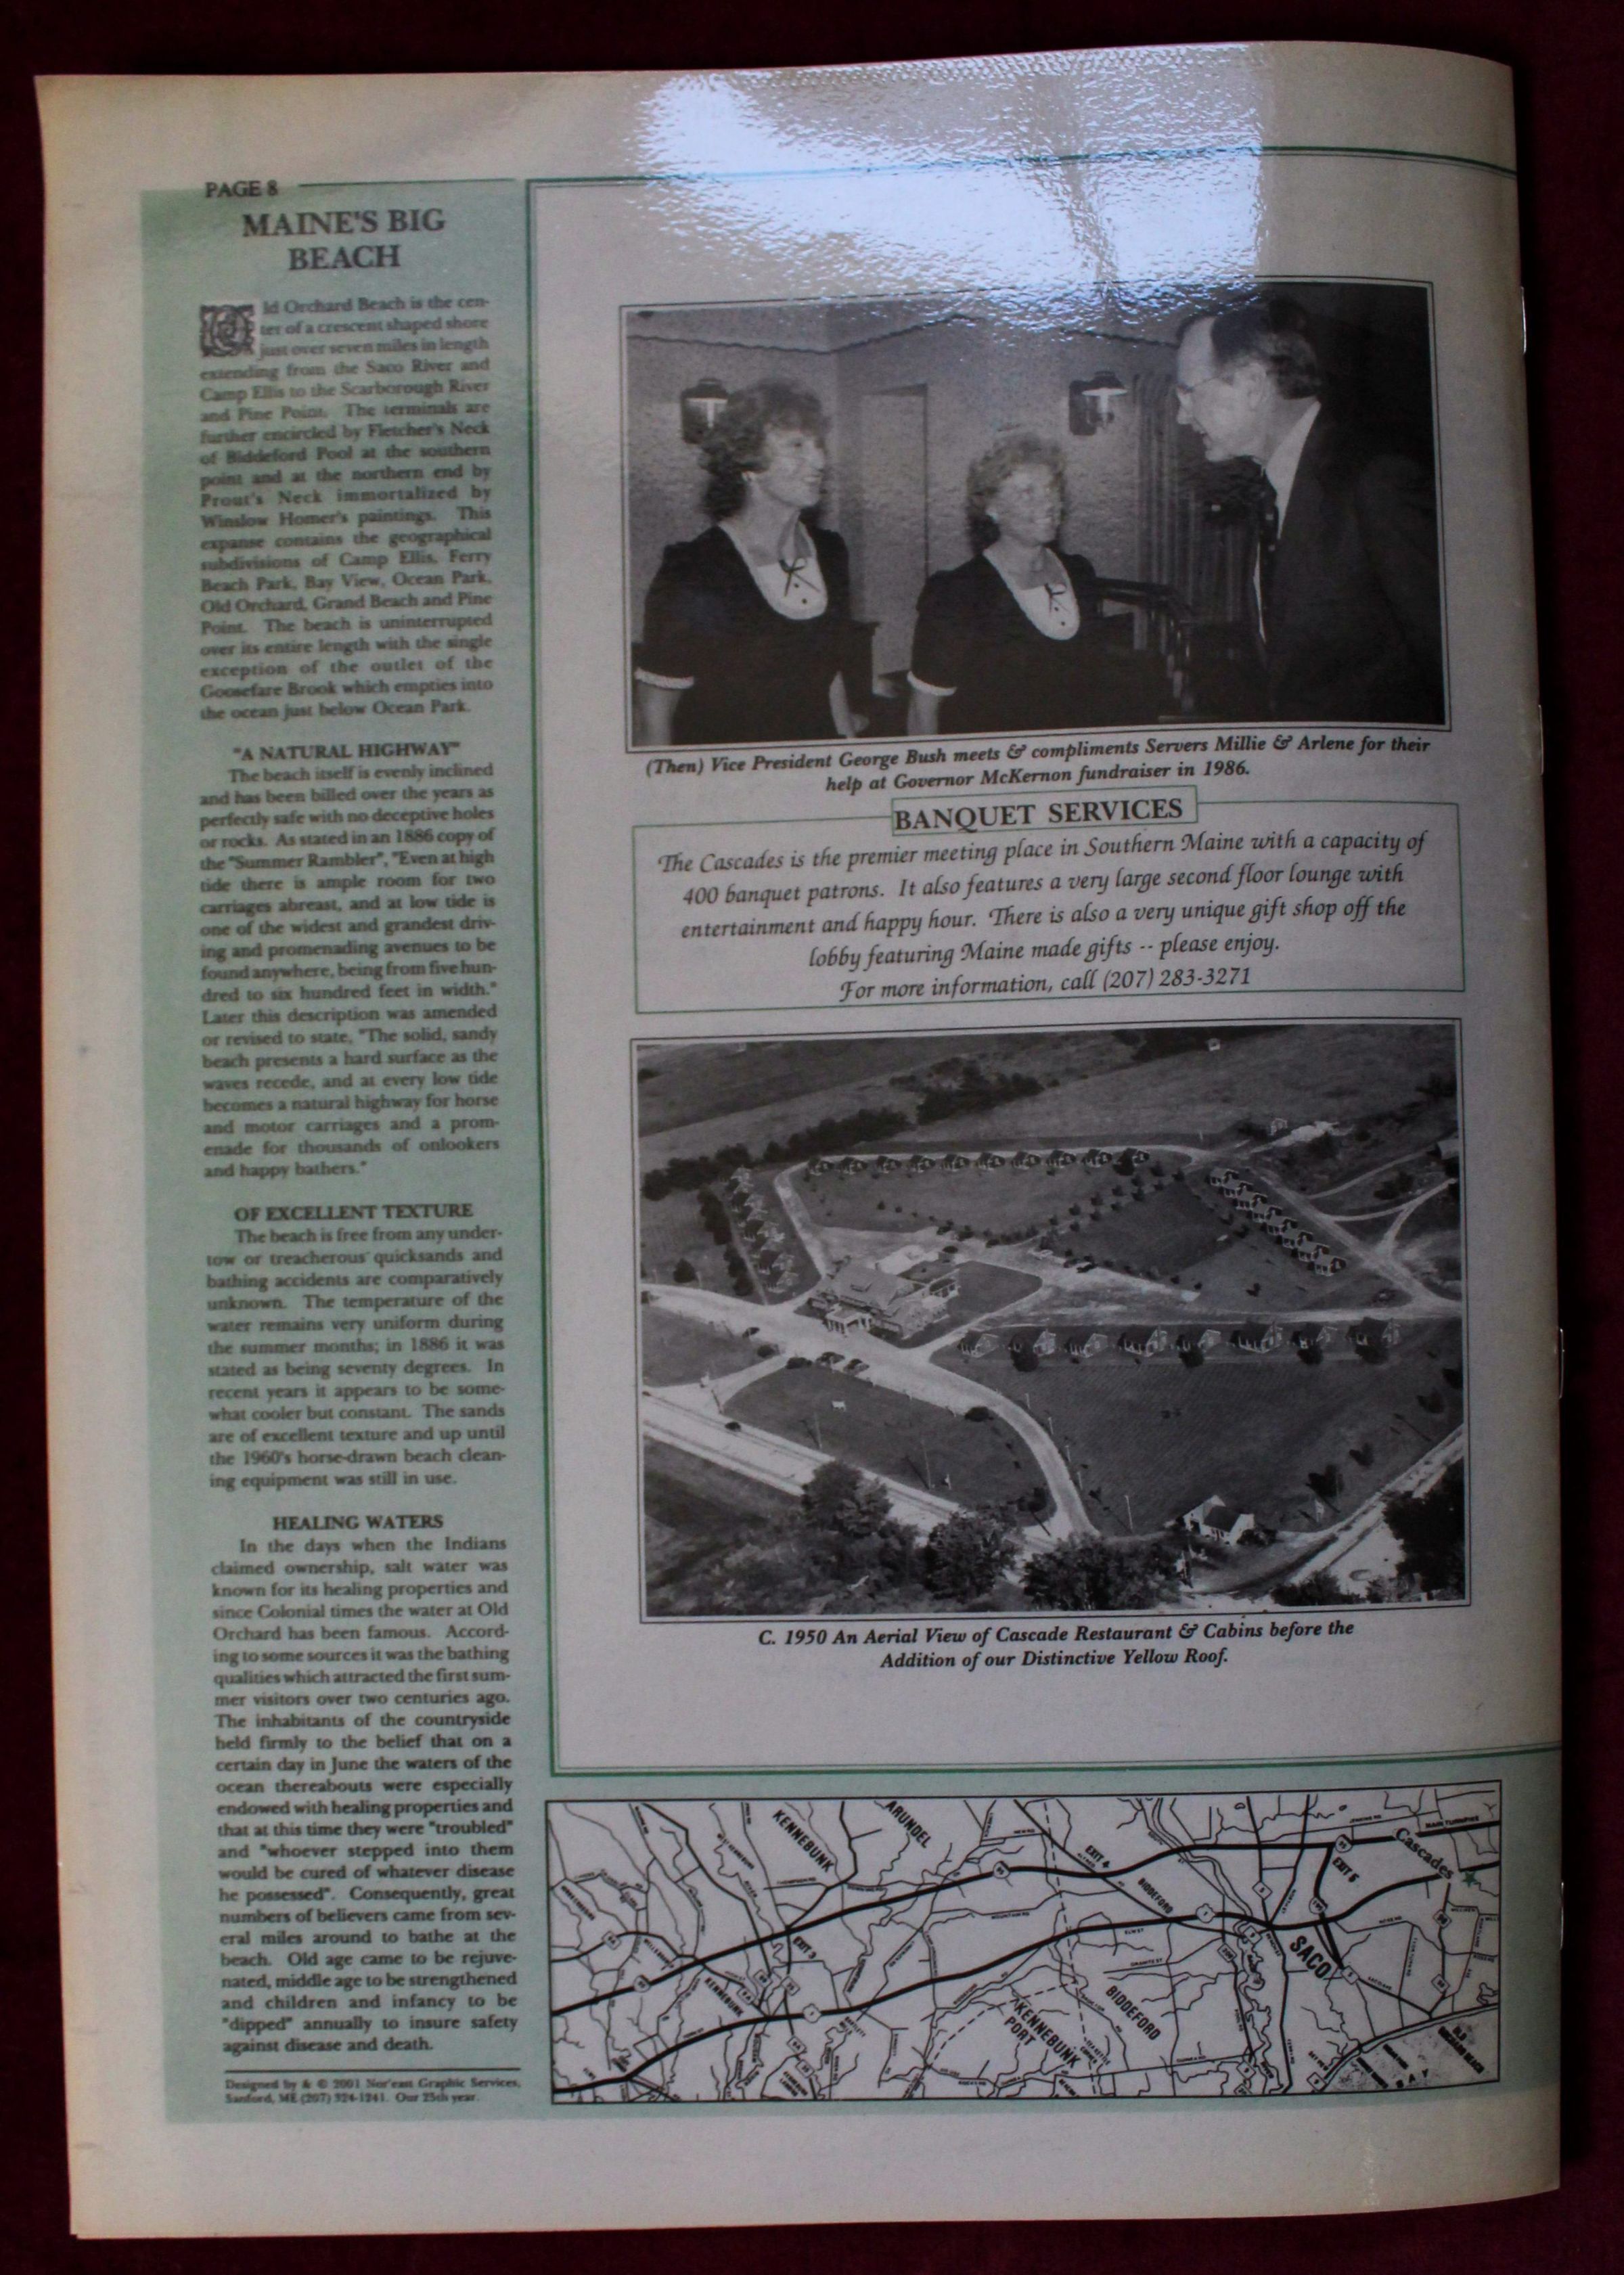 PAGE 8
MAINE'S BIG
BEACH
Old Orchard Beach is the cen-
ter of a crescent shaped shore
just over seven miles in length
extending from the Saco River and
Camp Ellis to the Scarborough River
and Pine Point. The terminals are
further encircled by Fletcher's Neck
of Biddeford Pool at the southern
point and at the northern end by
Prout's Neck immortalized by
Winslow Homer's paintings. This
expanse contains the geographical
subdivisions of Camp Ellis, Ferry
Beach Park, Bay View, Ocean Park,
Old Orchard, Grand Beach and Pine
Point. The beach is uninterrupted
over its entire length with the single
exception of the outlet of the
Goosefare Brook which empties into
the ocean just below Ocean Park.
"A NATURAL HIGHWAY"
The beach itself is evenly inclined
and has been billed over the years as
perfectly safe with no deceptive holes
or rocks. As stated in an 1886 copy of
the "Summer Rambler", "Even at high
tide there is ample room for two
carriages abreast, and at low tide is
one of the widest and grandest driv-
ing and promenading avenues to be
found anywhere, being from five hun-
dred to six hundred feet in width."
Later this description was amended
or revised to state, "The solid, sandy
beach presents a hard surface as the
waves recede, and at every low tide
becomes a natural highway for horse
and motor carriages and a prom-
enade for thousands of onlookers
and happy bathers."
OF EXCELLENT TEXTURE
The beach is free from any under-
tow or treacherous quicksands and
bathing accidents are comparatively
unknown. The temperature of the
water remains very uniform during
the summer months; in 1886 it was
stated as being seventy degrees. In
recent years it appears to be some-
what cooler but constant. The sands
are of excellent texture and up until
the 1960's horse-drawn beach clean-
ing equipment was still in use.
HEALING WATERS
In the days when the Indians
claimed ownership, salt water was
known for its healing properties and
since Colonial times the water at Old
Orchard has been famous. Accord-
ing to some sources it was the bathing
qualities which attracted the first sum-
mer visitors over two centuries ago.
The inhabitants of the countryside
held firmly to the belief that on a
certain day in June the waters of the
ocean thereabouts were especially
endowed with healing properties and
that at this time they were "troubled"
and "whoever stepped into them
would be cured of whatever disease
he possessed". Consequently, great
numbers of believers came from sev-
eral miles around to bathe at the
beach. Old age came to be rejuve-
nated, middle age to be strengthened
and children and infancy to be
"dipped" annually to insure safety
against disease and death.
Designed by & © 2001 Nor'east Graphic Services,
Sanford, ME (207) 324-1241. Our 25th year.
(Then) Vice President George Bush meets & compliments Servers Millie & Arlene for their
help at Governor McKernon fundraiser in 1986.
BANQUET SERVICES
The Cascades is the premier meeting place in Southern Maine with a capacity of
400 banquet patrons. It also features a very large second floor lounge with
entertainment and happy hour. There is also a very unique gift shop off the
lobby featuring Maine made gifts -- please enjoy.
For more information, call (207) 283-3271
C. 1950 An Aerial View of Cascade Restaurant & Cabins before the
Addition of our Distinctive Yellow Roof.
KENNEBUNK
ARUNDEL
EXIT 4
BIDDEFORD
EXIT 5
MAIN TURNPIKE
Cascades
EXIT 3
KENNEBUNK
SACO
KENNEBUNK
PORT
BIDDEFORD
OLD
ORCHARD BEACH